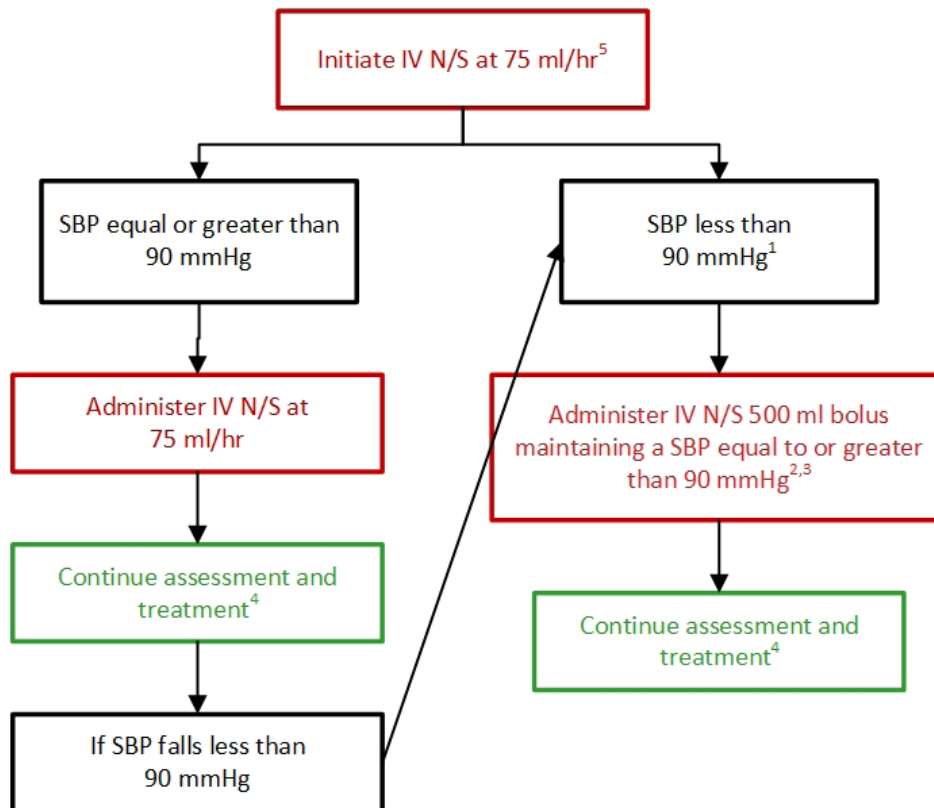 Initiate IV N/S at 75 ml/hr⁵
SBP equal or greater than
90 mmHg
SBP less than
90 mmHg¹
Administer IV N/S at
75 ml/hr
Administer IV N/S 500 ml bolus
maintaining a SBP equal to or greater
than 90 mmHg²,³
Continue assessment and
treatment⁴
Continue assessment and
treatment⁴
If SBP falls less than
90 mmHg